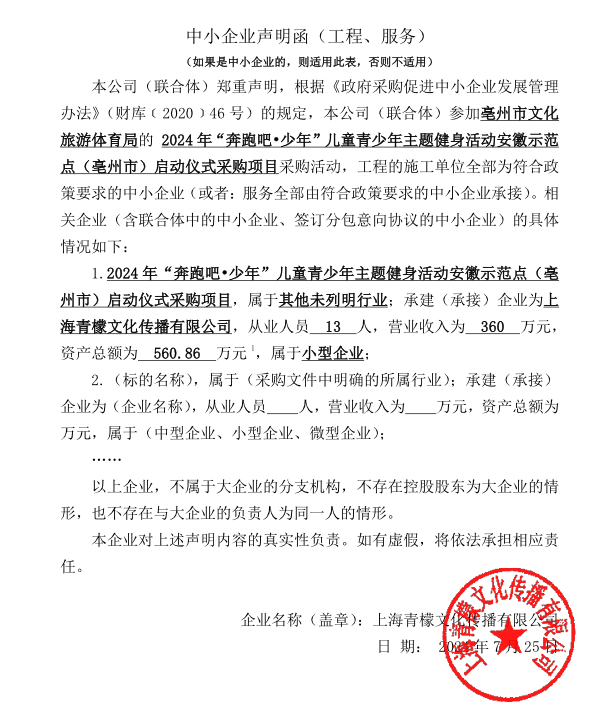 中小企业声明函（工程、服务）
（如果是中小企业的，则适用此表，否则不适用）
本公司（联合体）郑重声明，根据《政府采购促进中小企业发展管理
办法》（财库﹝2020﹞46号）的规定，本公司（联合体）参加亳州市文化
旅游体育局的 2024年“奔跑吧•少年”儿童青少年主题健身活动安徽示范
点（亳州市）启动仪式采购项目采购活动，工程的施工单位全部为符合政
策要求的中小企业（或者：服务全部由符合政策要求的中小企业承接）。相
关企业（含联合体中的中小企业、签订分包意向协议的中小企业）的具体
情况如下：
1.2024年“奔跑吧•少年”儿童青少年主题健身活动安徽示范点（亳
州市）启动仪式采购项目，属于其他未列明行业；承建（承接）企业为上
海青檬文化传播有限公司，从业人员 13 人，营业收入为 360 万元，
资产总额为 560.86 万元1，属于小型企业；
2.（标的名称），属于（采购文件中明确的所属行业）；承建（承接）
企业为（企业名称），从业人员____人，营业收入为____万元，资产总额为
万元，属于（中型企业、小型企业、微型企业）；
……
以上企业，不属于大企业的分支机构，不存在控股股东为大企业的情
形，也不存在与大企业的负责人为同一人的情形。
本企业对上述声明内容的真实性负责。如有虚假，将依法承担相应责
任。
企业名称（盖章）：上海青檬文化传播有限公司
日 期： 年7月25日
上海青檬文化传播有限公司